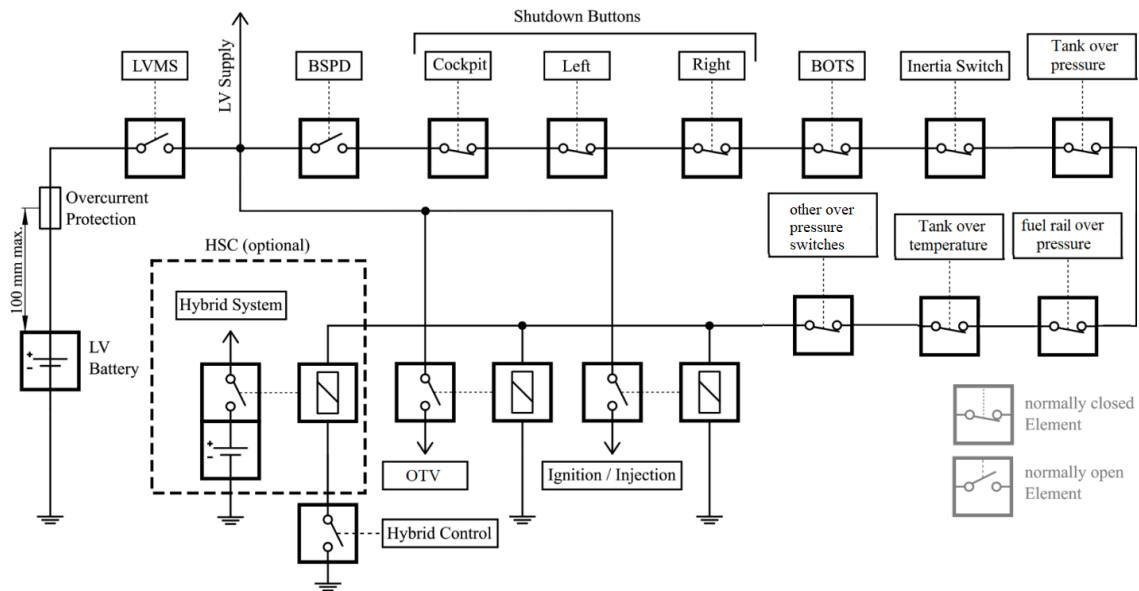 Shutdown Buttons
LVMS
BSPD
Cockpit
Left
Right
BOTS
Inertia Switch
Tank over
pressure
LV Supply
Overcurrent
Protection
100 mm max.
other over
pressure
switches
Tank over
temperature
fuel rail over
pressure
HSC (optional)
Hybrid System
+
-
LV
Battery
+
-
OTV
Ignition / Injection
Hybrid Control
normally closed
Element
normally open
Element